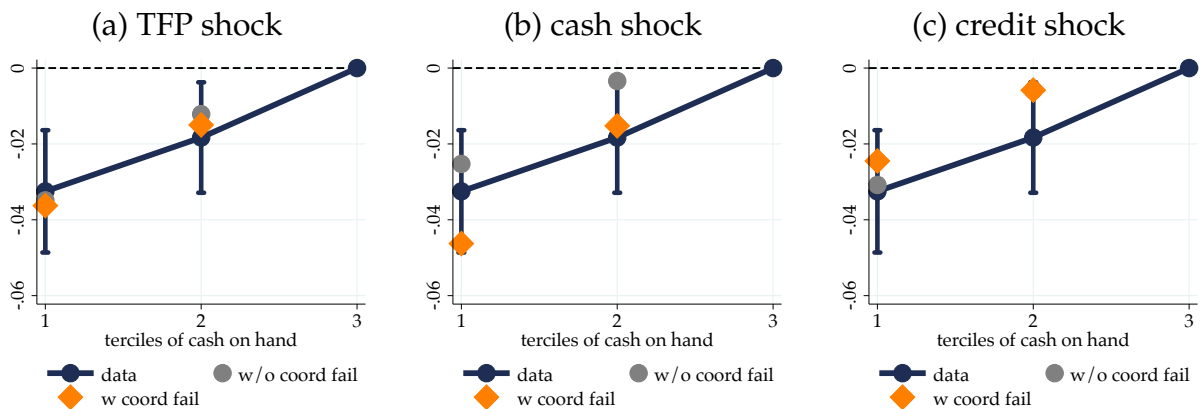 (a) TFP shock
0
-.02
-.04
-.06
1 2 3
terciles of cash on hand
data w/o coord fail
w coord fail
(b) cash shock
0
-.02
-.04
-.06
1 2 3
terciles of cash on hand
data w/o coord fail
w coord fail
(c) credit shock
0
-.02
-.04
-.06
1 2 3
terciles of cash on hand
data w/o coord fail
w coord fail